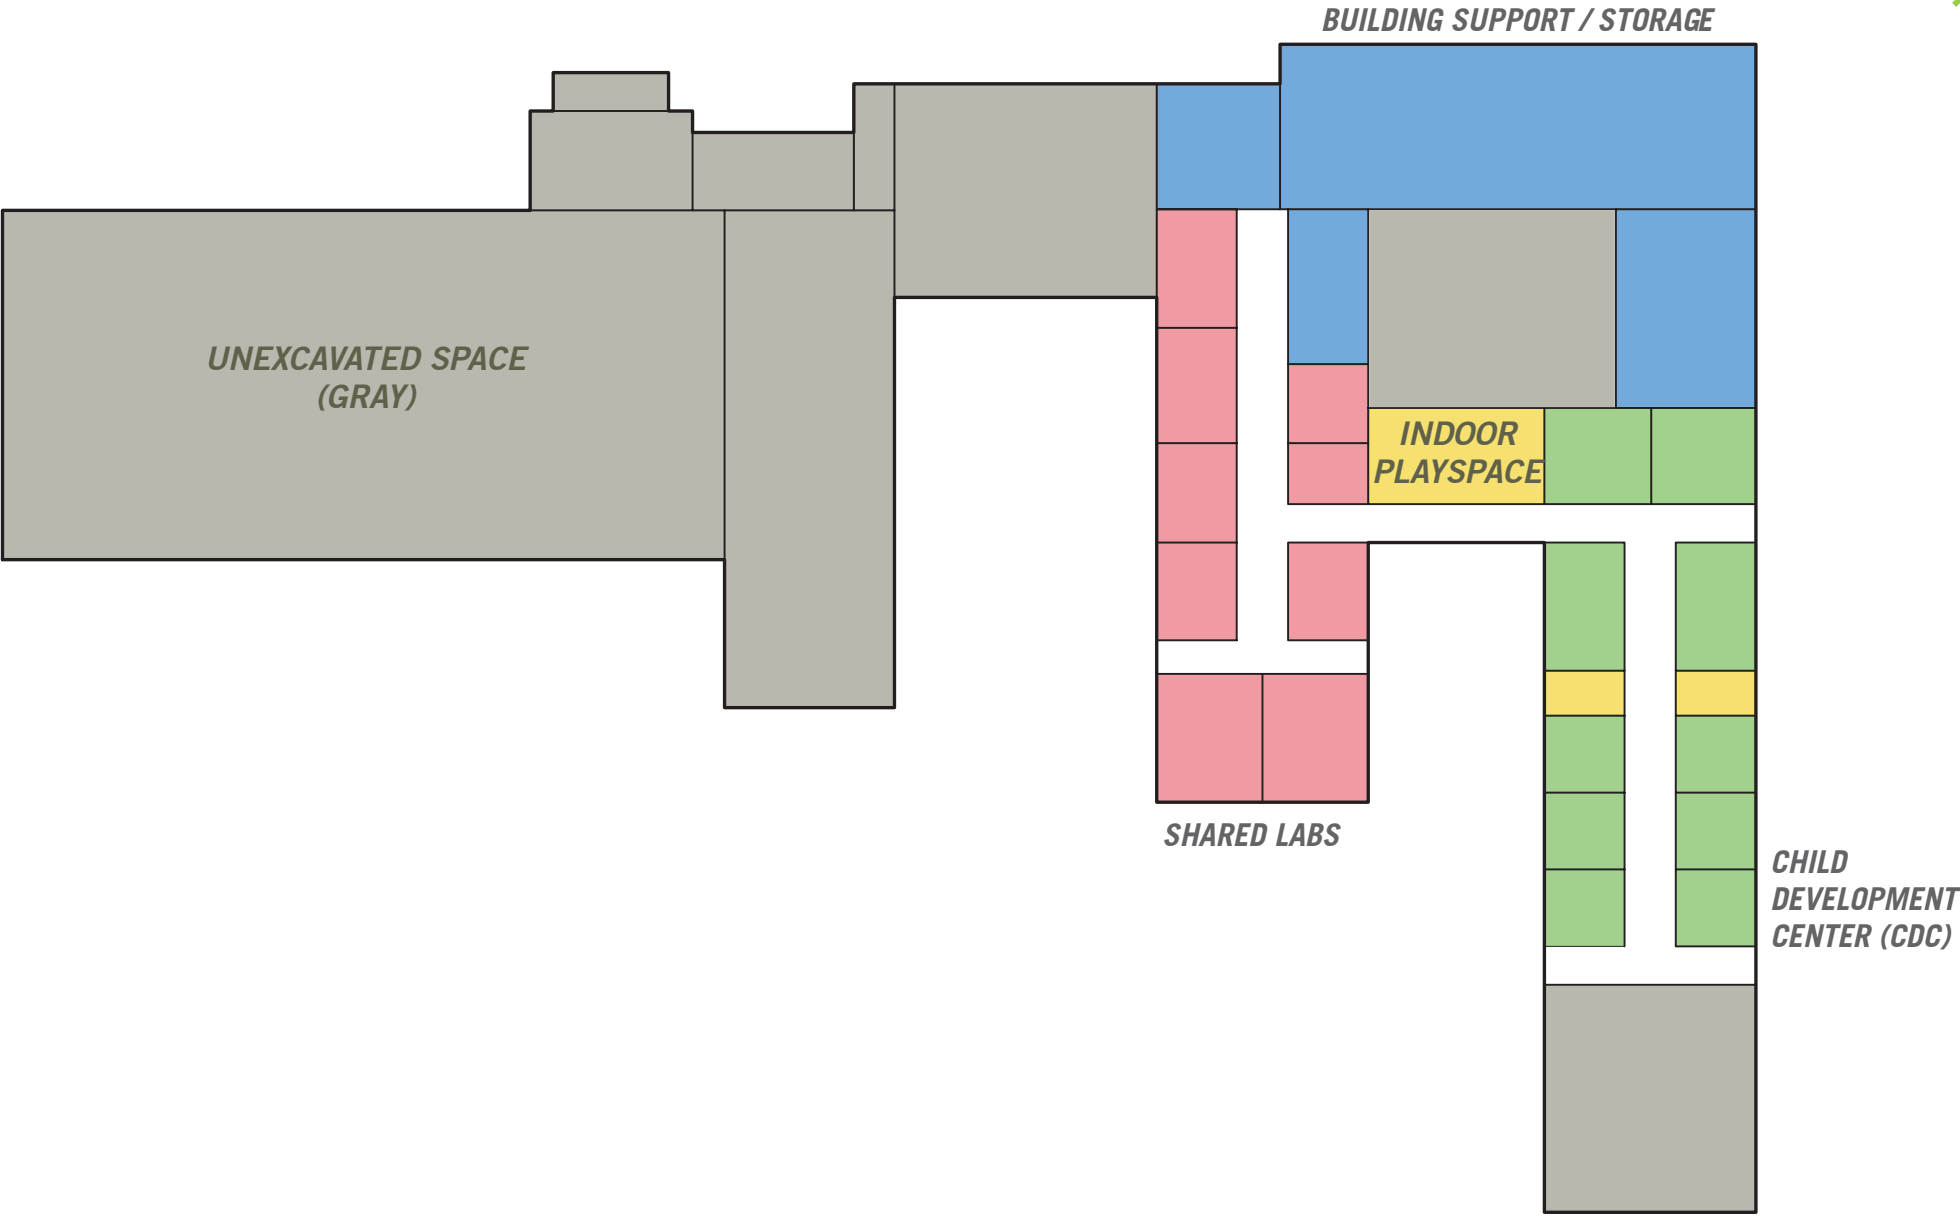 BUILDING SUPPORT / STORAGE
UNEXCAVATED SPACE
(GRAY)
INDOOR
PLAYSPACE
SHARED LABS
CHILD
DEVELOPMENT
CENTER (CDC)